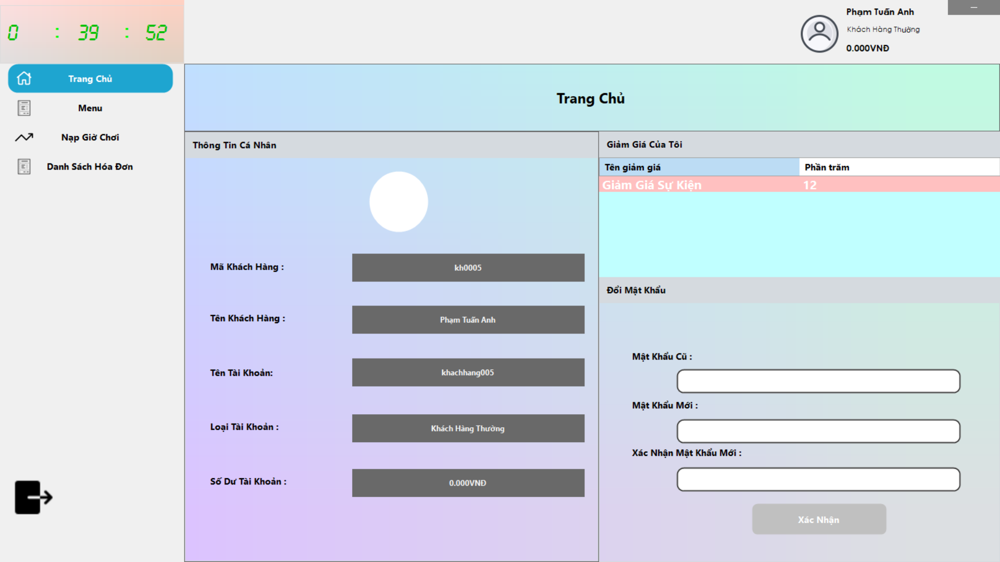 0 : 39 : 52
Phạm Tuấn Anh
Khách Hàng Thường
0.000VNĐ
Trang Chủ
Menu
Nạp Giờ Chơi
Danh Sách Hóa Đơn
Trang Chủ
Thông Tin Cá Nhân
Mã Khách Hàng : kh0005
Tên Khách Hàng : Phạm Tuấn Anh
Tên Tài Khoản: khachhang005
Loại Tài Khoản : Khách Hàng Thường
Số Dư Tài Khoản : 0.000VNĐ
Giảm Giá Của Tôi
Tên giảm giá Phần trăm
Giảm Giá Sự Kiện 12
Đổi Mật Khẩu
Mật Khẩu Cũ :
Mật Khẩu Mới :
Xác Nhận Mật Khẩu Mới :
Xác Nhận